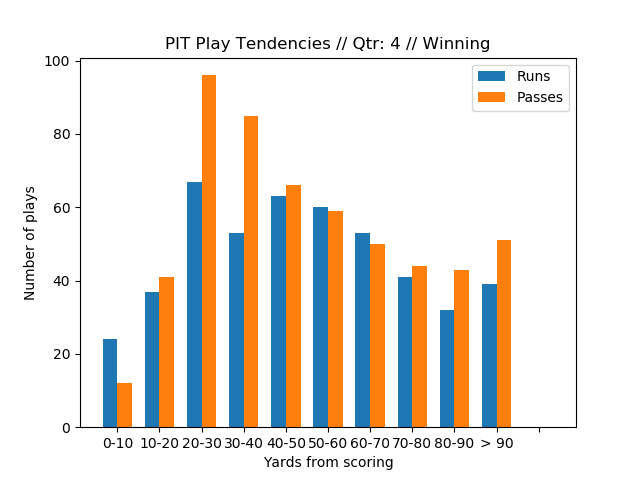 PIT Play Tendencies // Qtr: 4 // Winning
Runs
Passes
100
80
60
40
20
0
Number of plays
0-10 10-20 20-30 30-40 40-50 50-60 60-70 70-80 80-90 > 90
Yards from scoring